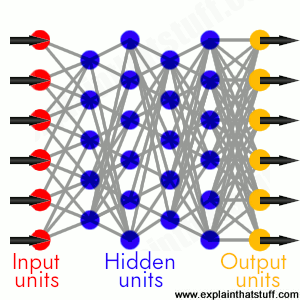 Input Hidden Output
units units units
www.explainthatstuff.com